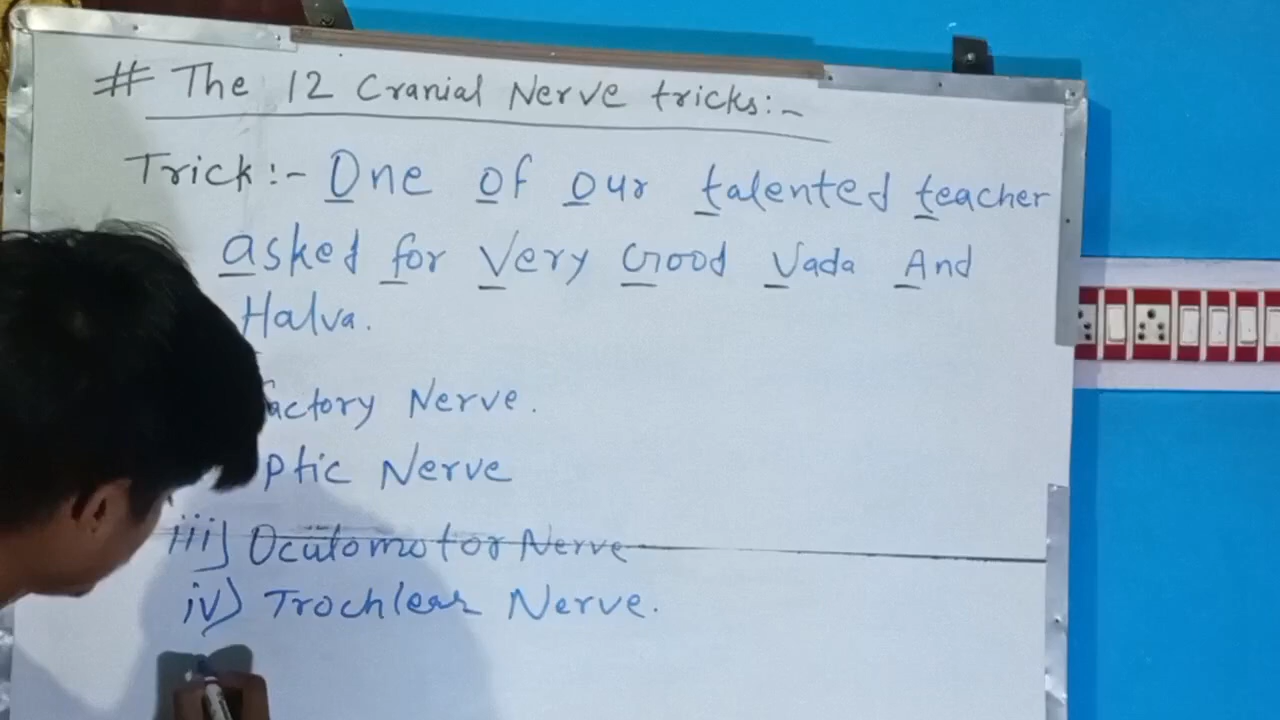 # The 12 Cranial Nerve tricks:-
Trick:- One of our talented teacher
asked for Very Good Vada And
Halva.
factory Nerve.
ptic Nerve
iii) Oculomotor Nerve
iv) Trochlear Nerve.